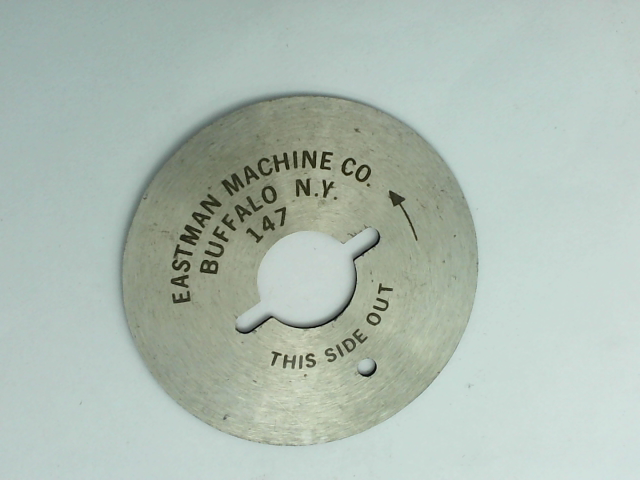 EASTMAN MACHINE CO.
BUFFALO N.Y.
147
THIS SIDE OUT